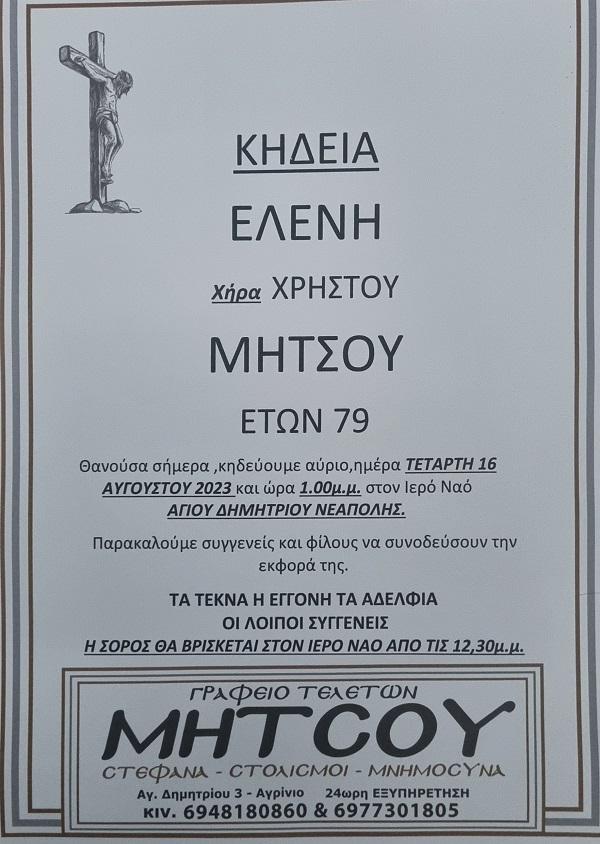 ΚΗΔΕΙΑ
ΕΛΕΝΗ
Χήρα ΧΡΗΣΤΟΥ
ΜΗΤΣΟΥ
ΕΤΩΝ 79
Θανούσα σήμερα ,κηδεύουμε αύριο,ημέρα ΤΕΤΑΡΤΗ 16
ΑΥΓΟΥΣΤΟΥ 2023 και ώρα 1.00μ.μ. στον Ιερό Ναό
ΑΓΙΟΥ ΔΗΜΗΤΡΙΟΥ ΝΕΑΠΟΛΗΣ.
Παρακαλούμε συγγενείς και φίλους να συνοδεύσουν την
εκφορά της.
ΤΑ ΤΕΚΝΑ Η ΕΓΓΟΝΗ ΤΑ ΑΔΕΛΦΙΑ
ΟΙ ΛΟΙΠΟΙ ΣΥΓΓΕΝΕΙΣ
Η ΣΟΡΟΣ ΘΑ ΒΡΙΣΚΕΤΑΙ ΣΤΟΝ ΙΕΡΟ ΝΑΟ ΑΠΟ ΤΙΣ 12,30μ.μ.
ΓΡΑΦΕΙΟ ΤΕΛΕΤΩΝ
ΜΗΤΣΟΥ
ΣΤΕΦΑΝΑ - ΣΤΟΛΙΣΜΟΙ - ΜΝΗΜΟΣΥΝΑ
Αγ. Δημητρίου 3 - Αγρίνιο 24ωρη ΕΞΥΠΗΡΕΤΗΣΗ
ΚΙV. 6948180860 & 6977301805